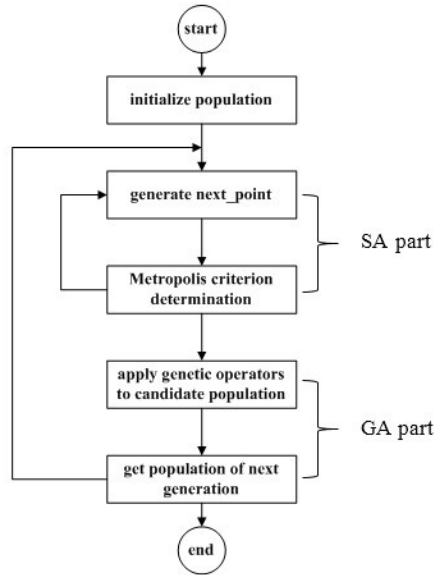 start
initialize population
generate next_point
SA part
Metropolis criterion
determination
apply genetic operators
to candidate population
GA part
get population of next
generation
end